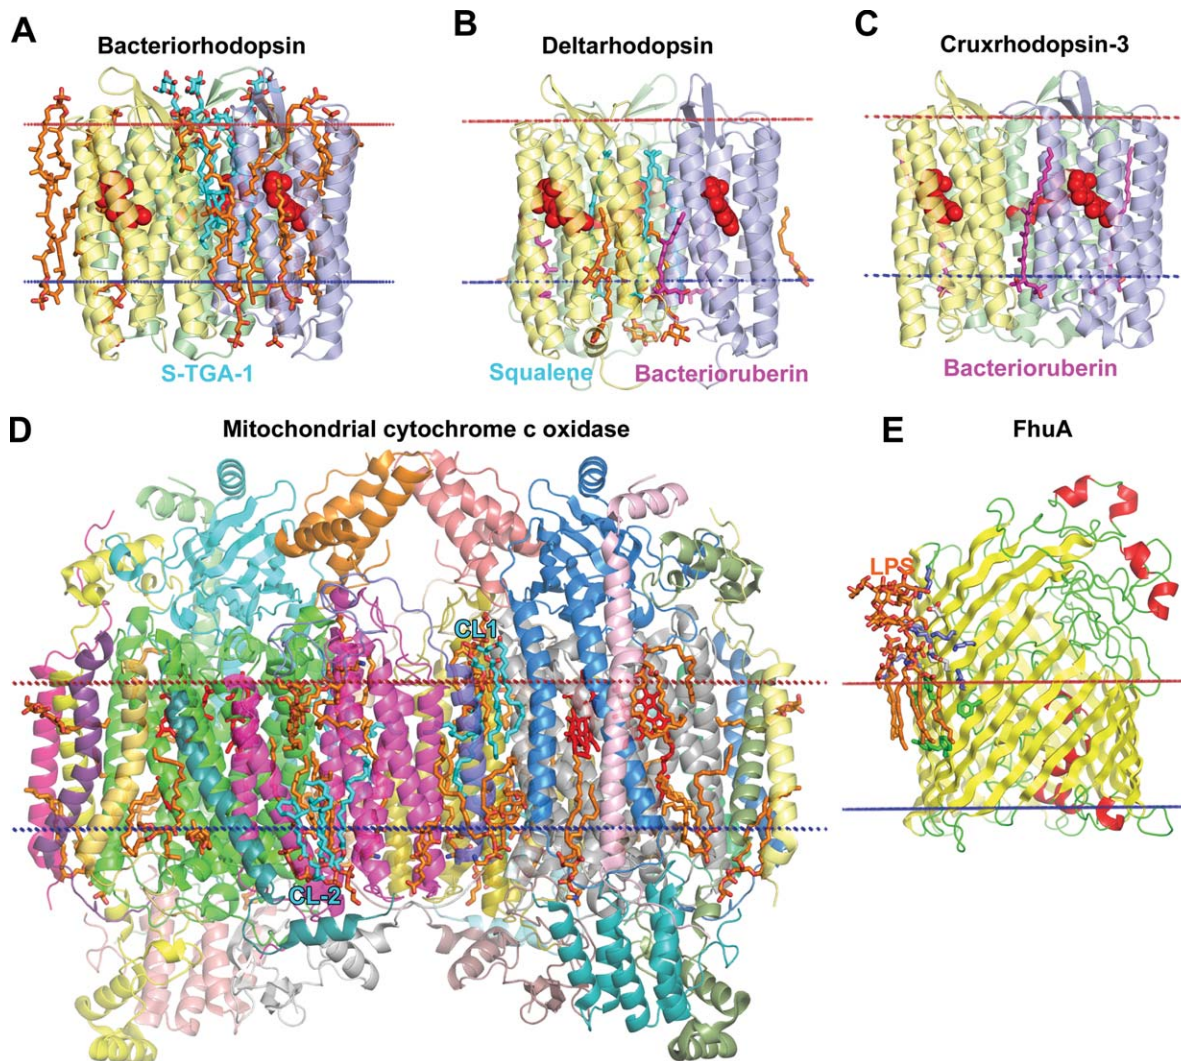 A
Bacteriorhodopsin
S-TGA-1
B
Deltarhodopsin
Squalene
Bacterioruberin
C
Cruxrhodopsin-3
Bacterioruberin
D
Mitochondrial cytochrome c oxidase
CL1
CL-2
E
FhuA
LPS